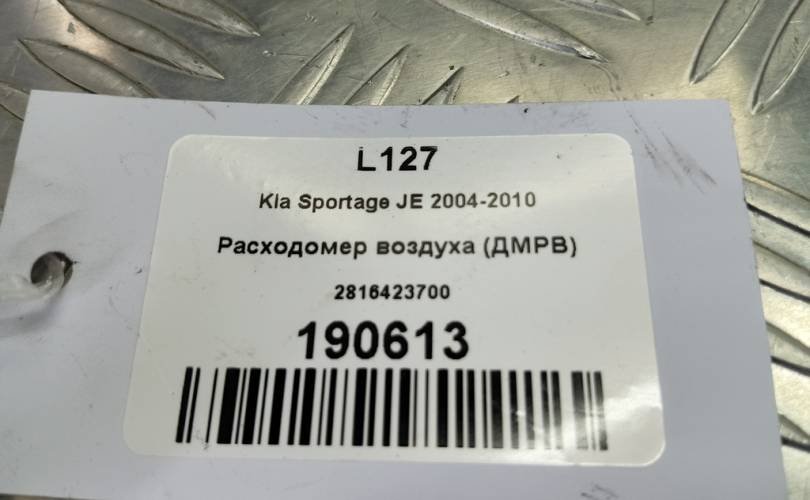 L127
Kia Sportage JE 2004-2010
Расходомер воздуха (ДМРВ)
2816423700
190613